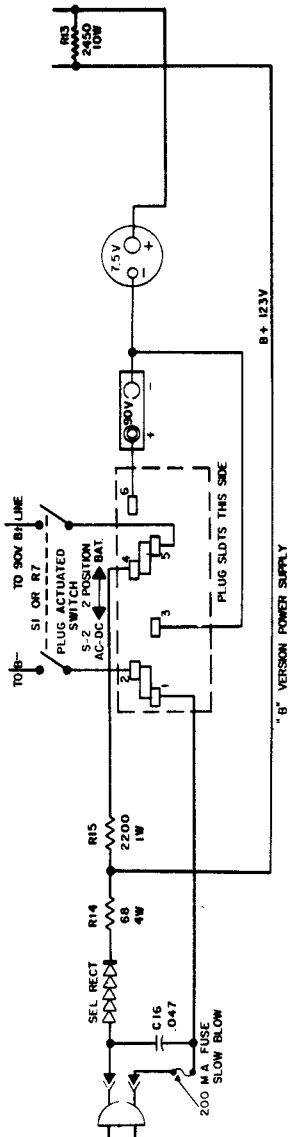 R13
2450
10W
7.5V
-
+
90V
+
-
B+ 123V
TO 90V B+ LINE
S1 OR R7
TO B-
PLUG ACTUATED
SWITCH
S-2 2 POSITION
AC-DC BAT.
6
5
4
3
2
1
PLUG SLOTS THIS SIDE
R15
2200
1W
R14
68
4W
SEL RECT
C16
.047
200 M A FUSE
SLOW BLOW
"B" VERSION POWER SUPPLY